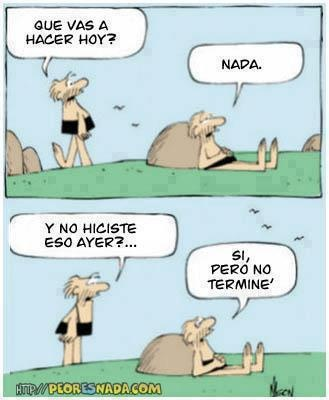 QUE VAS A
HACER HOY?
NADA.
Y NO HICISTE
ESO AYER?...
SI,
PERO NO
TERMINE'
HTTP://PEORESNADA.COM